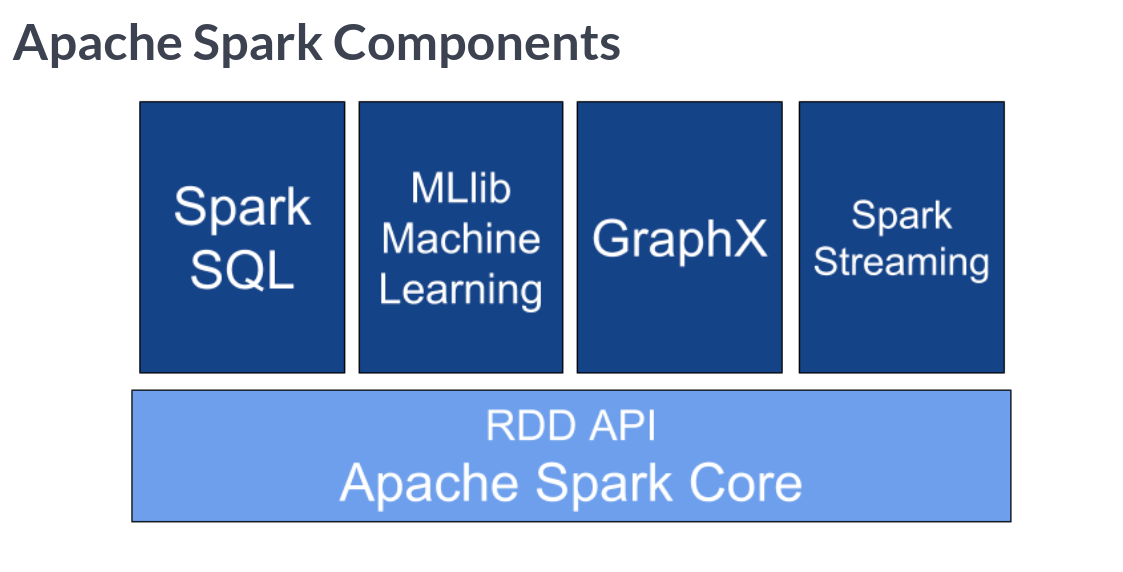 Apache Spark Components
Spark
SQL
MLlib
Machine
Learning
GraphX
Spark
Streaming
RDD API
Apache Spark Core